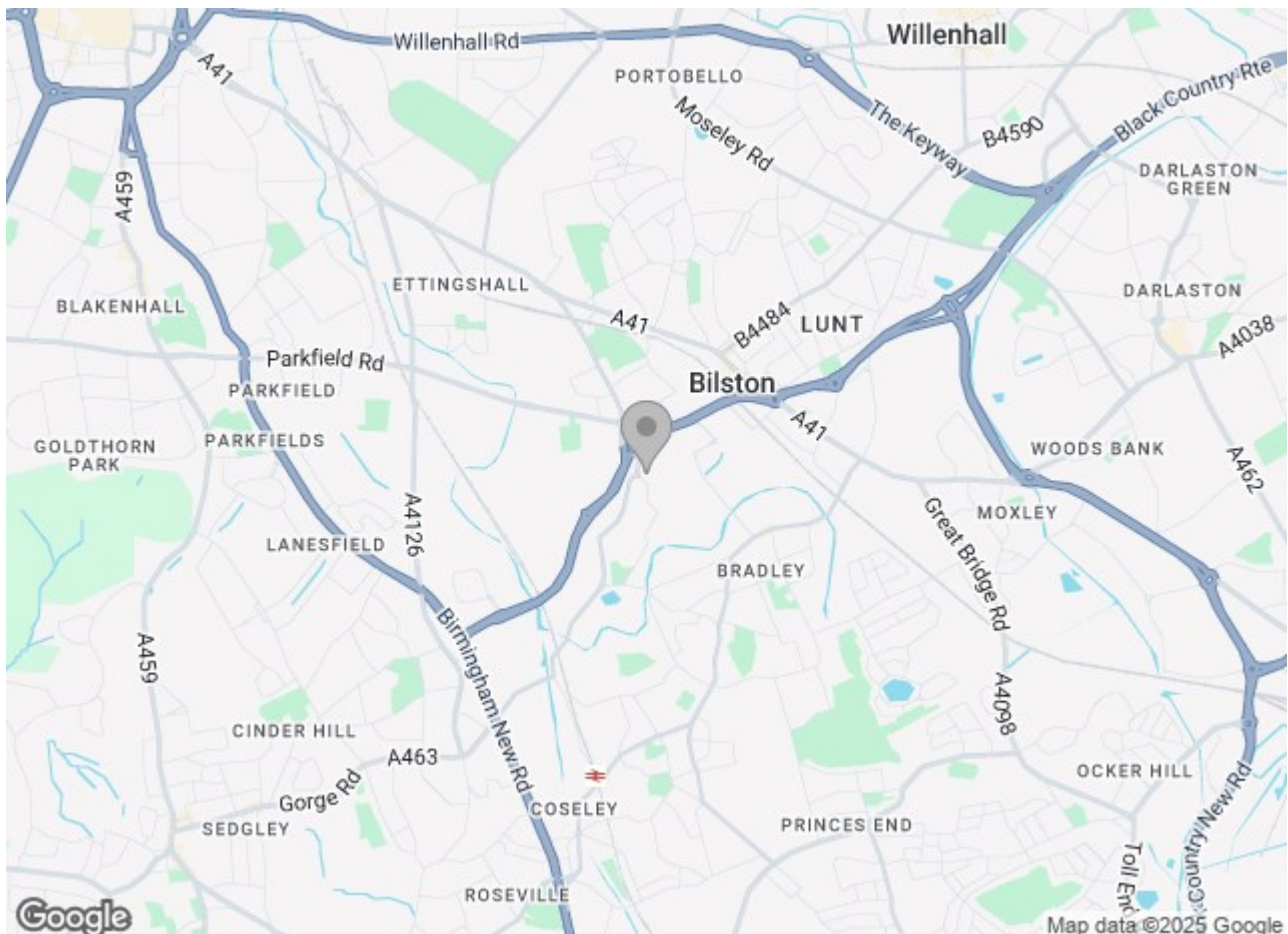 Willenhall
Willenhall Rd
A41
PORTOBELLO
Black Country Rte
Moseley Rd
The Keyway
B4590
DARLASTON
GREEN
A459
ETTINGSHALL
BLAKENHALL
DARLASTON
A41
B4484
LUNT
A4038
Parkfield Rd
Bilston
PARKFIELD
A41
GOLDTHORN
PARK
PARKFIELDS
WOODS BANK
A462
A4126
MOXLEY
LANESFIELD
Great Bridge Rd
BRADLEY
A459
Birmingham New Rd
A4098
CINDER HILL
A463
OCKER HILL
Gorge Rd
COSELEY
SEDGLEY
PRINCES END
Country New Rd
Toll End
ROSEVILLE
Google
Map data ©2025 Google